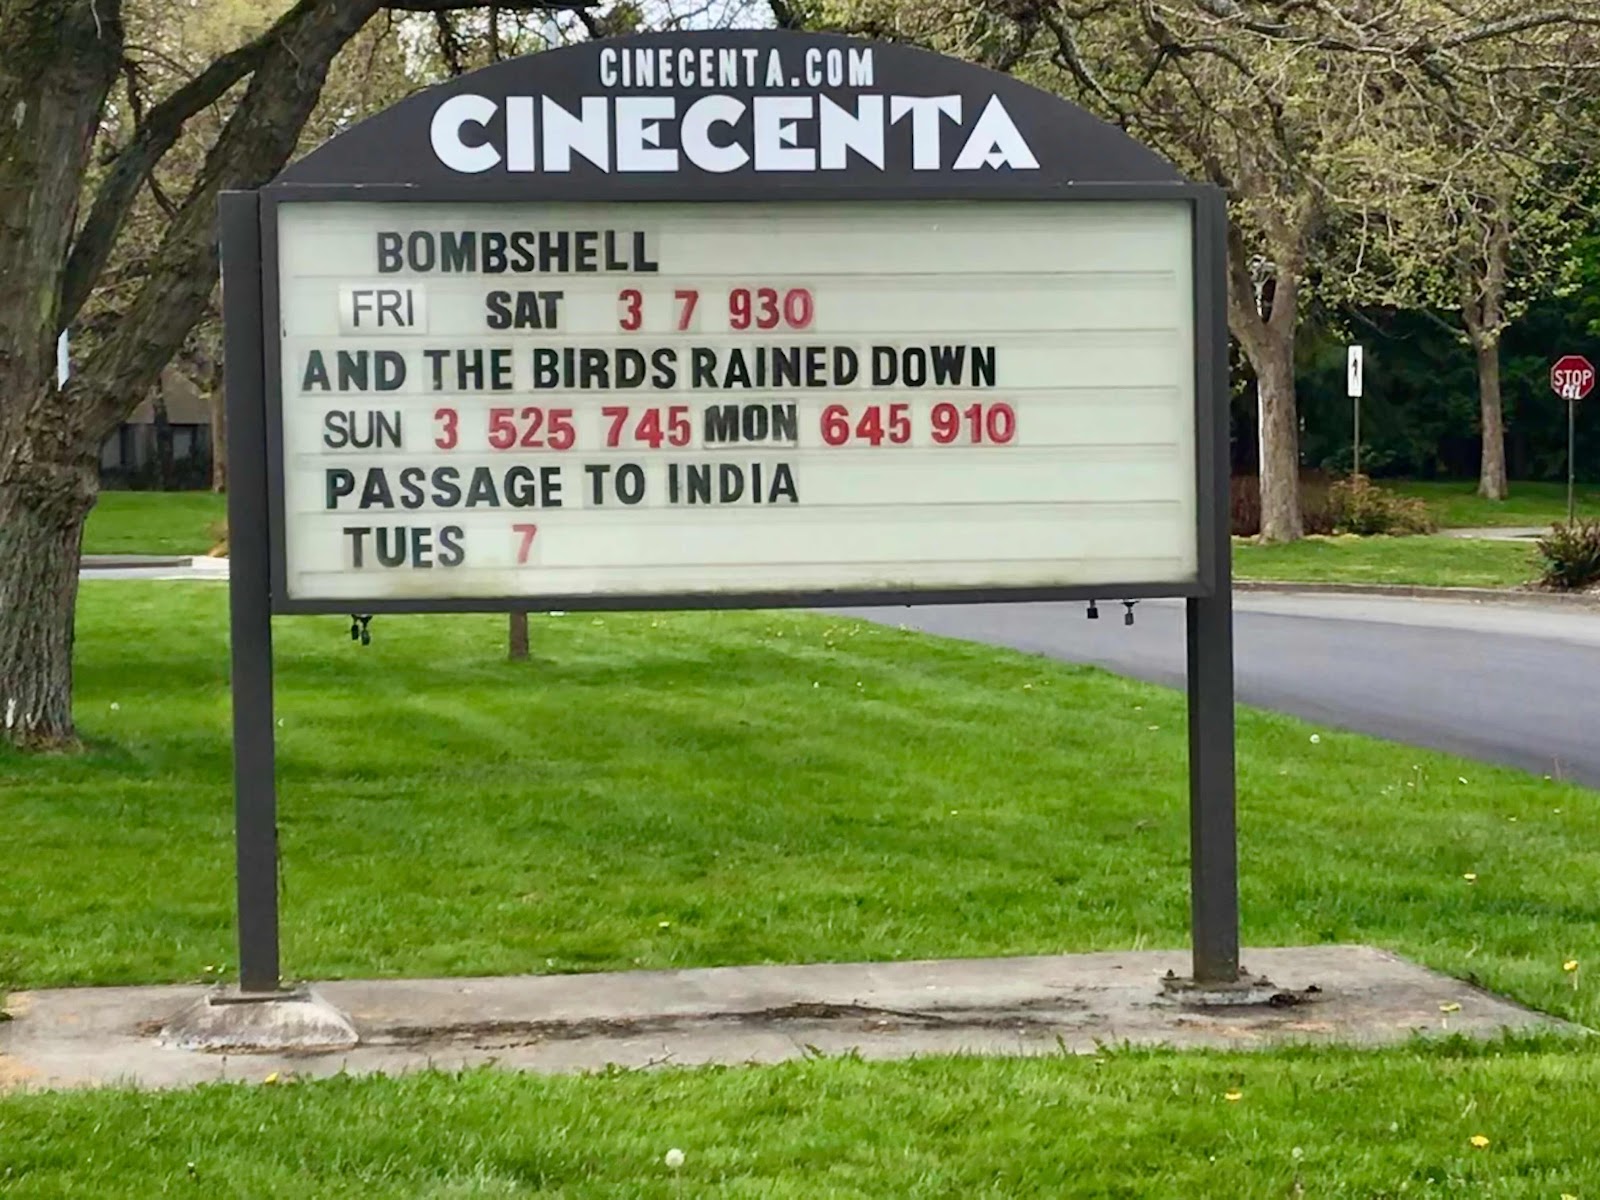 CINECENTA.COM
CINECENTA
BOMBSHELL
FRI SAT 3 7 930
AND THE BIRDS RAINED DOWN
SUN 3 525 745 MON 645 910
PASSAGE TO INDIA
TUES 7
STOP